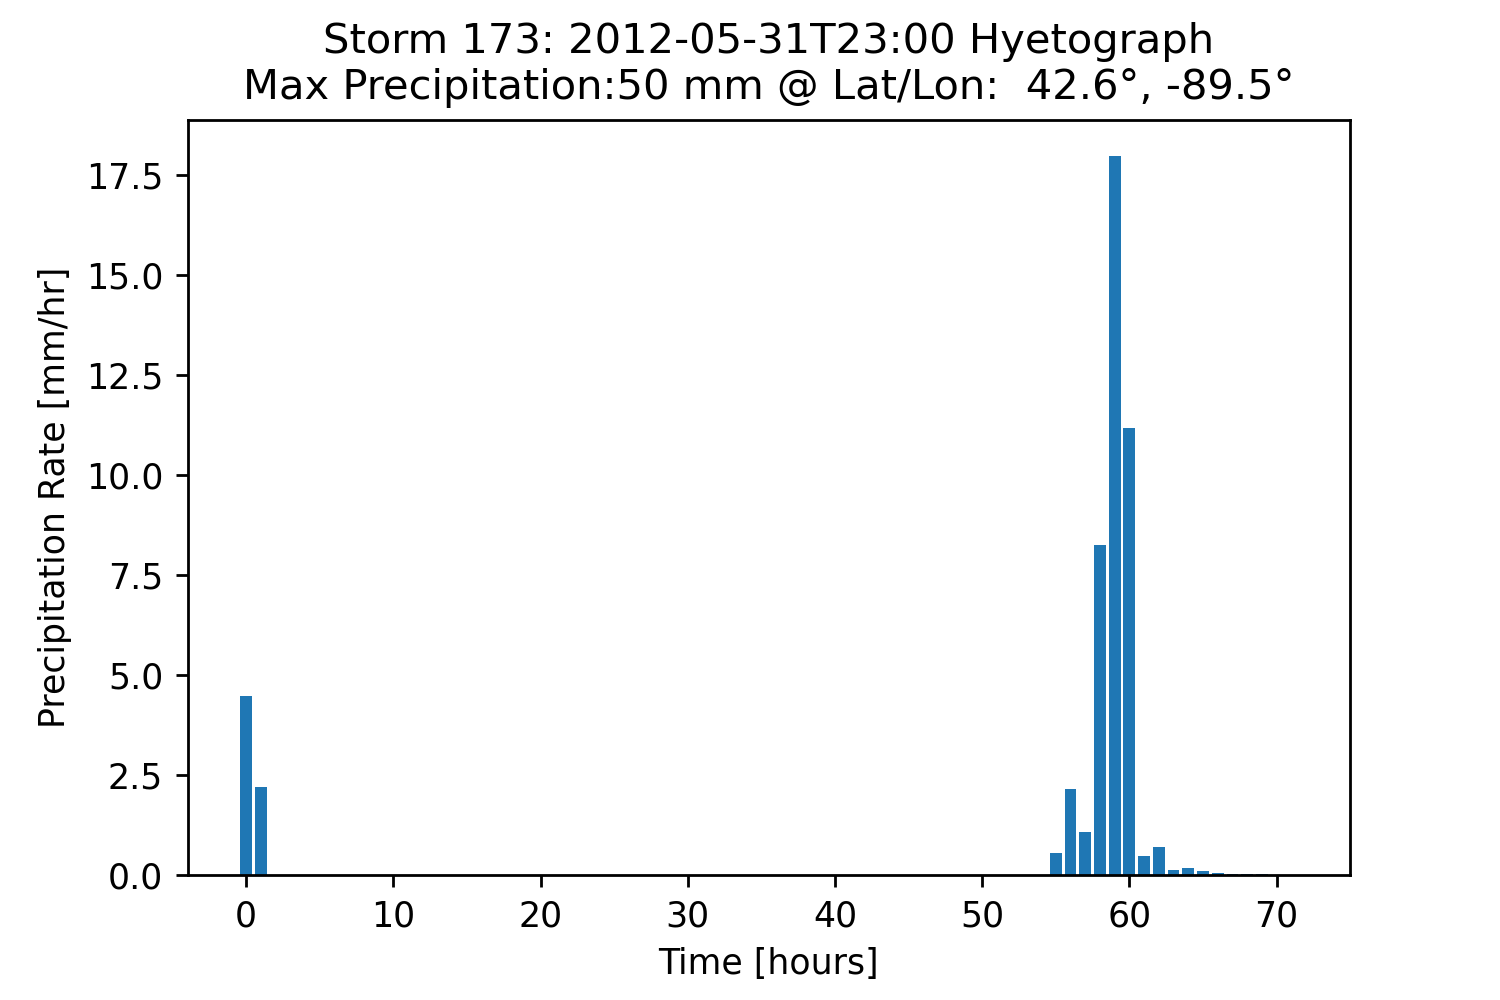 Storm 173: 2012-05-31T23:00 Hyetograph
Max Precipitation:50 mm @ Lat/Lon:  42.6°, -89.5°
Precipitation Rate [mm/hr]
17.5
15.0
12.5
10.0
7.5
5.0
2.5
0.0
0 10 20 30 40 50 60 70
Time [hours]